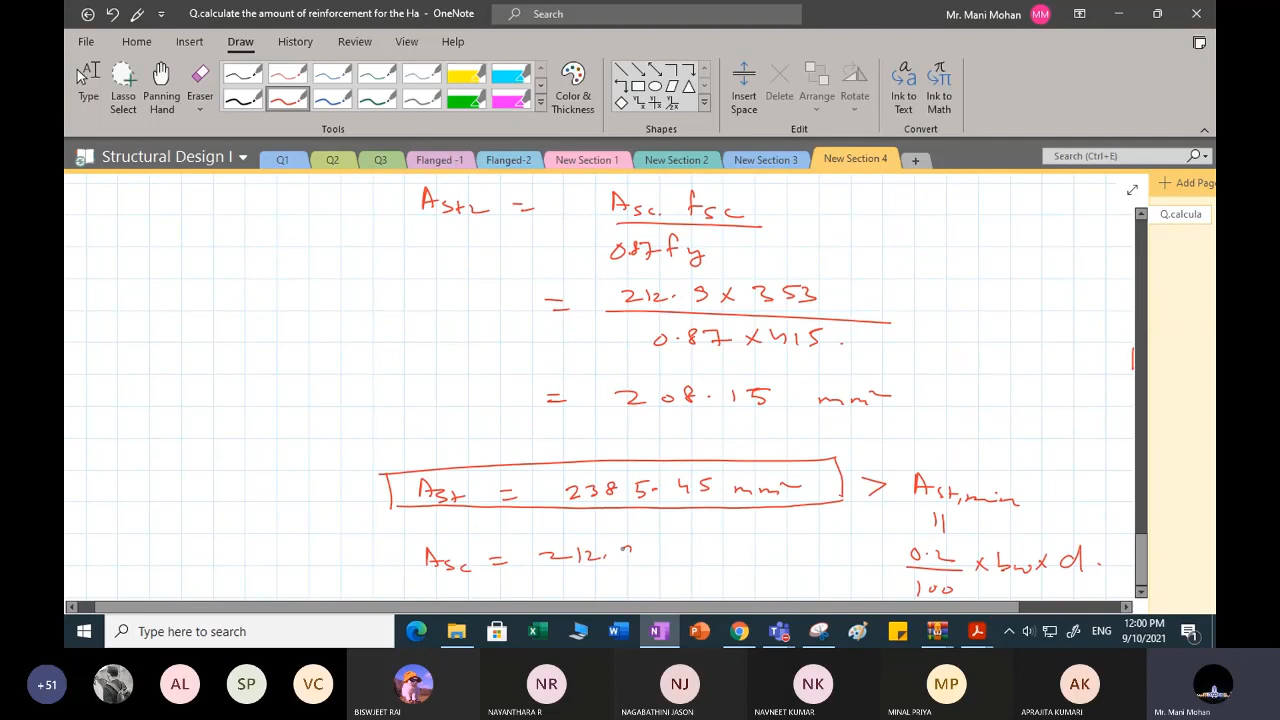 Q.calculate the amount of reinforcement for the Ha - OneNote
Search
Mr. Mani Mohan MM
File Home Insert Draw History Review View Help
Type Lasso Select Panning Hand Eraser Color & Thickness Insert Space Delete Arrange Rotate Ink to Text Ink to Math
Tools Shapes Edit Convert
Structural Design I Q1 Q2 Q3 Flanged -1 Flanged-2 New Section 1 New Section 2 New Section 3 New Section 4 + Search (Ctrl+E)
Add Page
Q.calcula
Ast2 = Asc. fsc
0.87 fy
= 212.9 x 353
0.87 x 415.
= 208.15 mm²
Ast = 2385.45 mm² > Ast,min
Asc = 212.
0.2
100
x bw x d.
Type here to search
ENG
12:00 PM
9/10/2021
1
+51 AL SP VC NR NJ NK MP AK
BISWJEET RAI NAYANTHARA R NAGABATHINI JASON NAVNEET KUMAR MINAL PRIYA APRAJITA KUMARI Mr. Mani Mohan